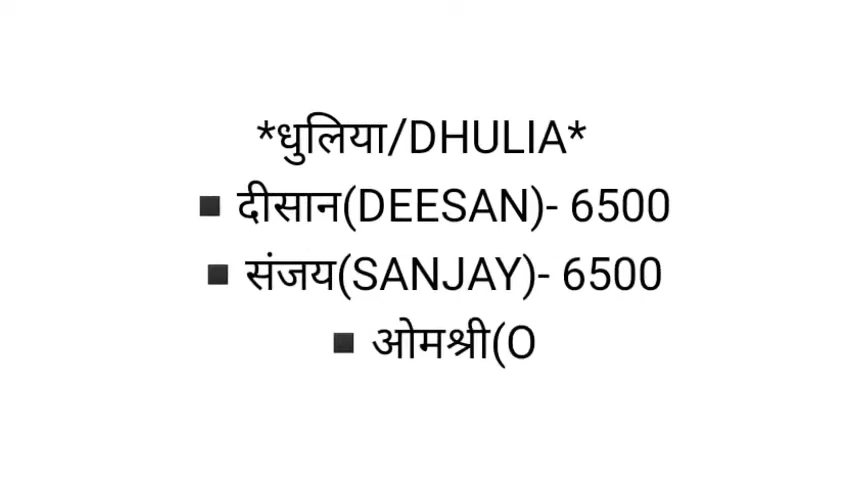 *धुलिया/DHULIA*
▪️ दीसान(DEESAN)- 6500
▪️ संजय(SANJAY)- 6500
▪️ ओमश्री(O